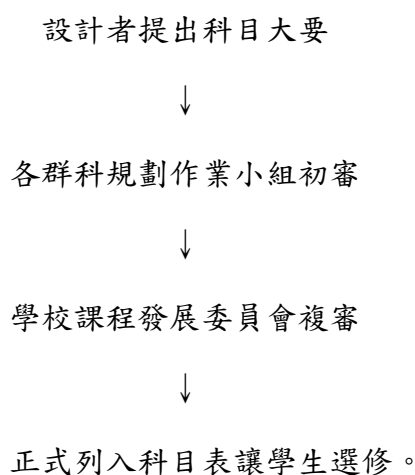 設計者提出科目大要
↓
各群科規劃作業小組初審
↓
學校課程發展委員會複審
↓
正式列入科目表讓學生選修。